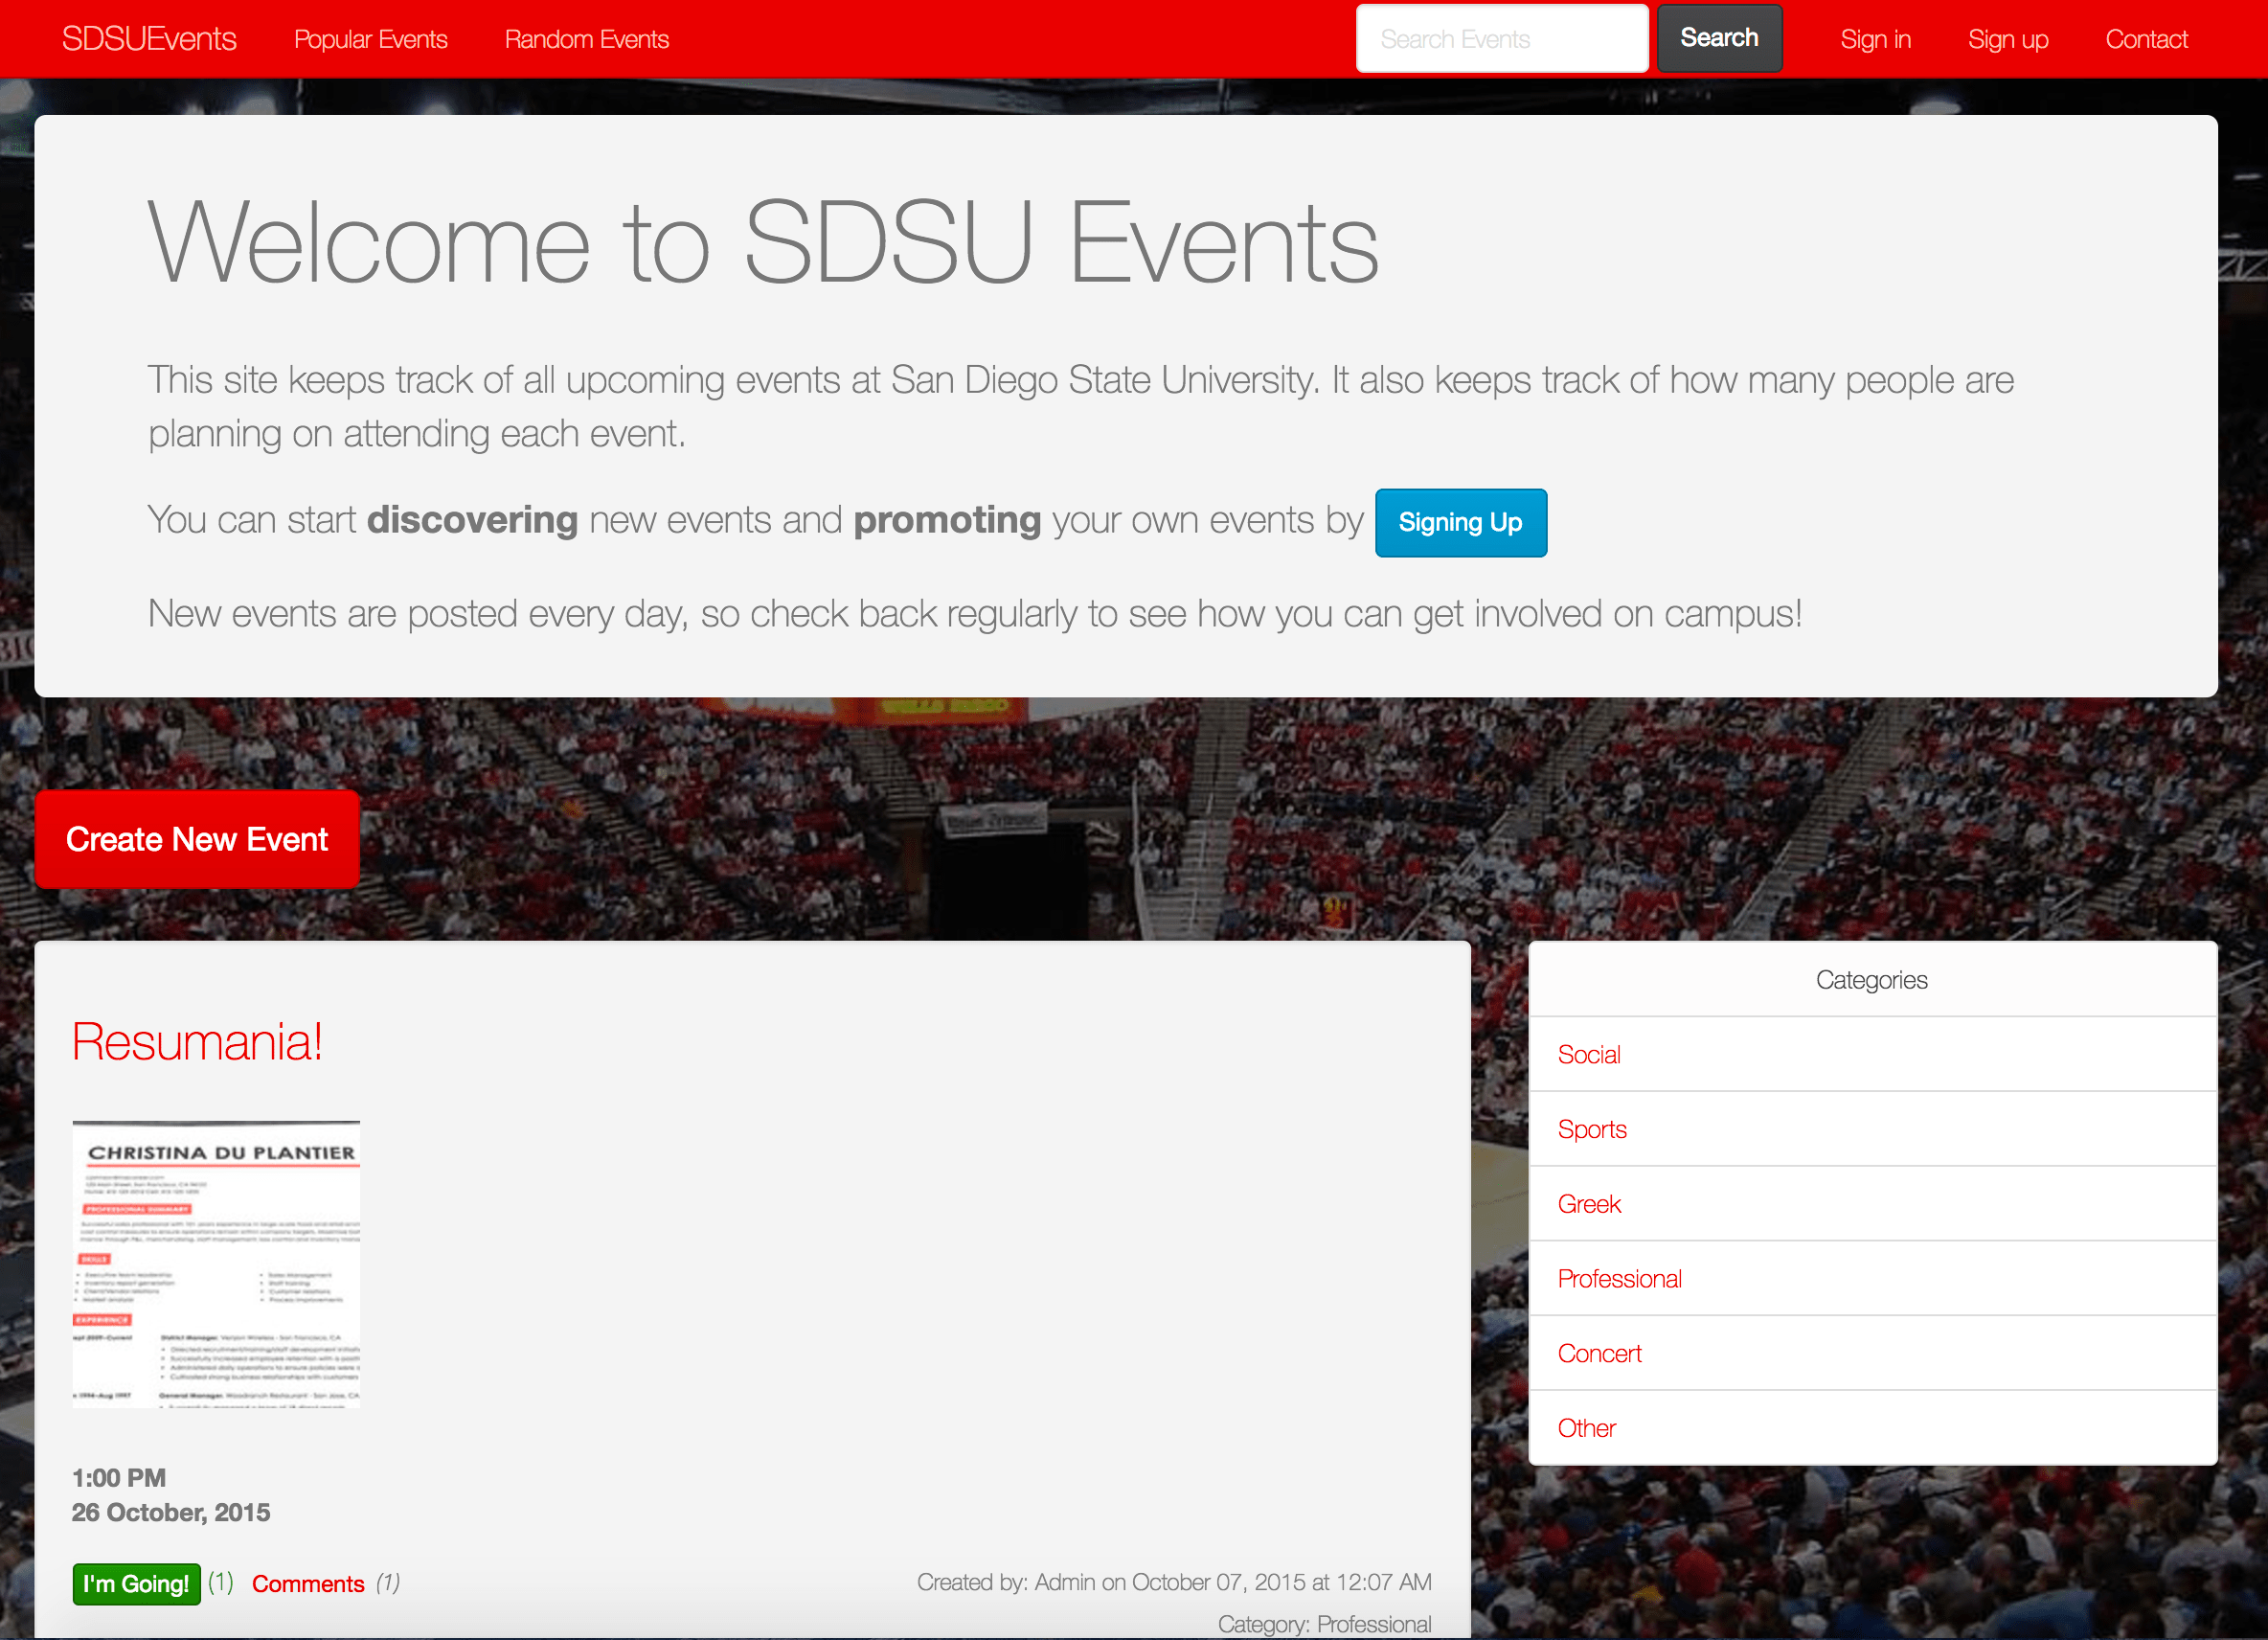 SDSUEvents Popular Events Random Events Search Events Search Sign in Sign up Contact
Welcome to SDSU Events
This site keeps track of all upcoming events at San Diego State University. It also keeps track of how many people are
planning on attending each event.
You can start discovering new events and promoting your own events by Signing Up
New events are posted every day, so check back regularly to see how you can get involved on campus!
Create New Event
Resumania!
CHRISTINA DU PLANTIER
PROFESSIONAL SUMMARY
SKILLS
EXPERIENCE
1:00 PM
26 October, 2015
I'm Going! (1) Comments (1)
Created by: Admin on October 07, 2015 at 12:07 AM
Category: Professional
Categories
Social
Sports
Greek
Professional
Concert
Other